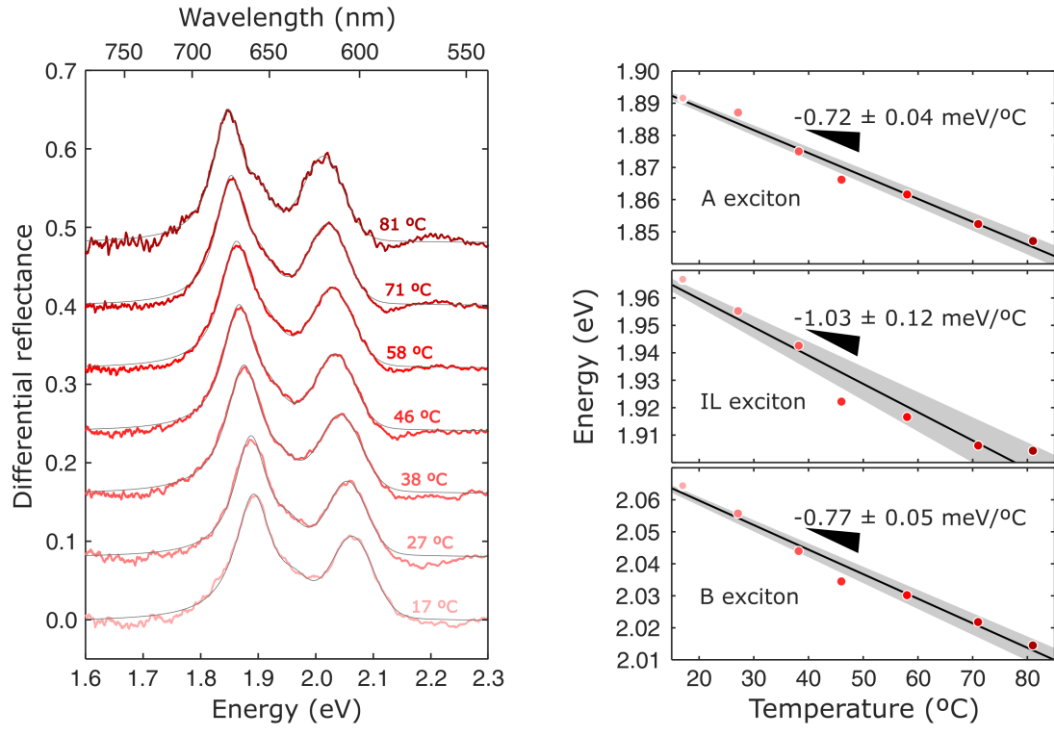 Wavelength (nm)
750 700 650 600 550
Differential reflectance
0.7
0.6
0.5
0.4
0.3
0.2
0.1
0.0
81 ºC
71 ºC
58 ºC
46 ºC
38 ºC
27 ºC
17 ºC
1.6 1.7 1.8 1.9 2.0 2.1 2.2 2.3
Energy (eV)
Energy (eV)
1.90
1.89
1.88
1.87
1.86
1.85
-0.72 ± 0.04 meV/ºC
A exciton
1.96
1.95
1.94
1.93
1.92
1.91
-1.03 ± 0.12 meV/ºC
IL exciton
2.06
2.05
2.04
2.03
2.02
2.01
-0.77 ± 0.05 meV/ºC
B exciton
20 30 40 50 60 70 80
Temperature (ºC)